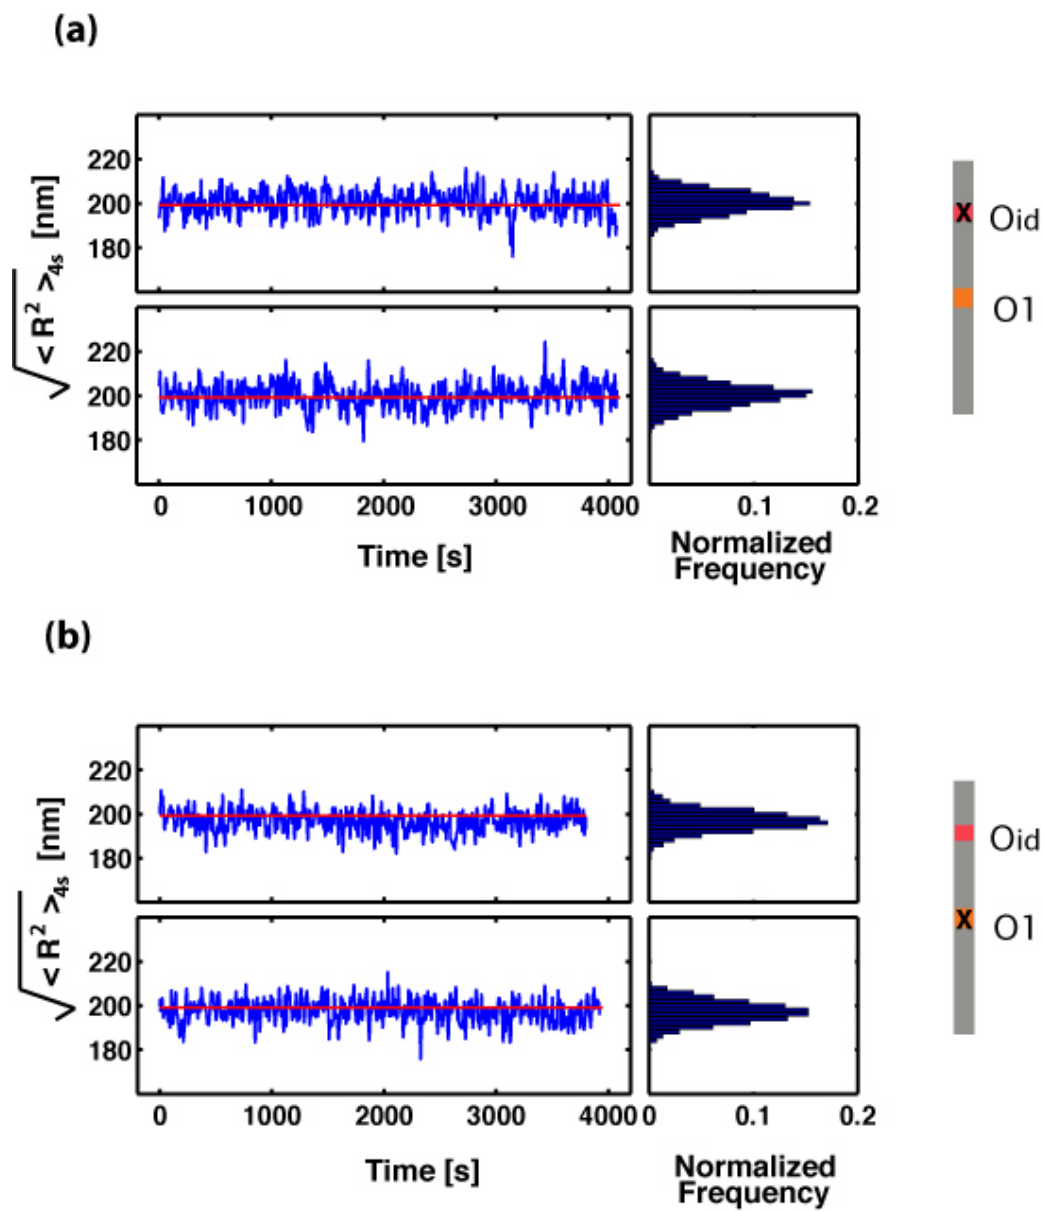 (a)
220
200
180
220
200
180
√< R² >4s [nm]
0 1000 2000 3000 4000
0.1 0.2
Time [s]
Normalized
Frequency
X Oid
O1
(b)
220
200
180
220
200
180
√< R² >4s [nm]
0 1000 2000 3000 4000
0 0.1 0.2
Time [s]
Normalized
Frequency
Oid
X O1